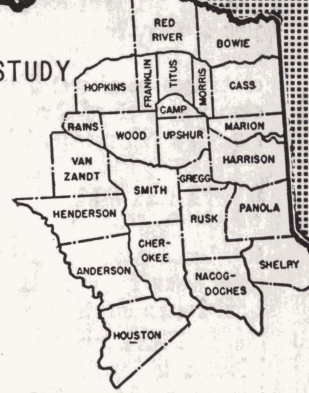 STUDY
RED
RIVER
BOWIE
HOPKINS
FRANKLIN
TITUS
MORRIS
CASS
CAMP
RAINS
WOOD
UPSHUR
MARION
VAN
ZANDT
HARRISON
SMITH
GREGG
HENDERSON
RUSK
PANOLA
CHER-
OKEE
ANDERSON
SHELBY
NACOG-
DOCHES
HOUSTON